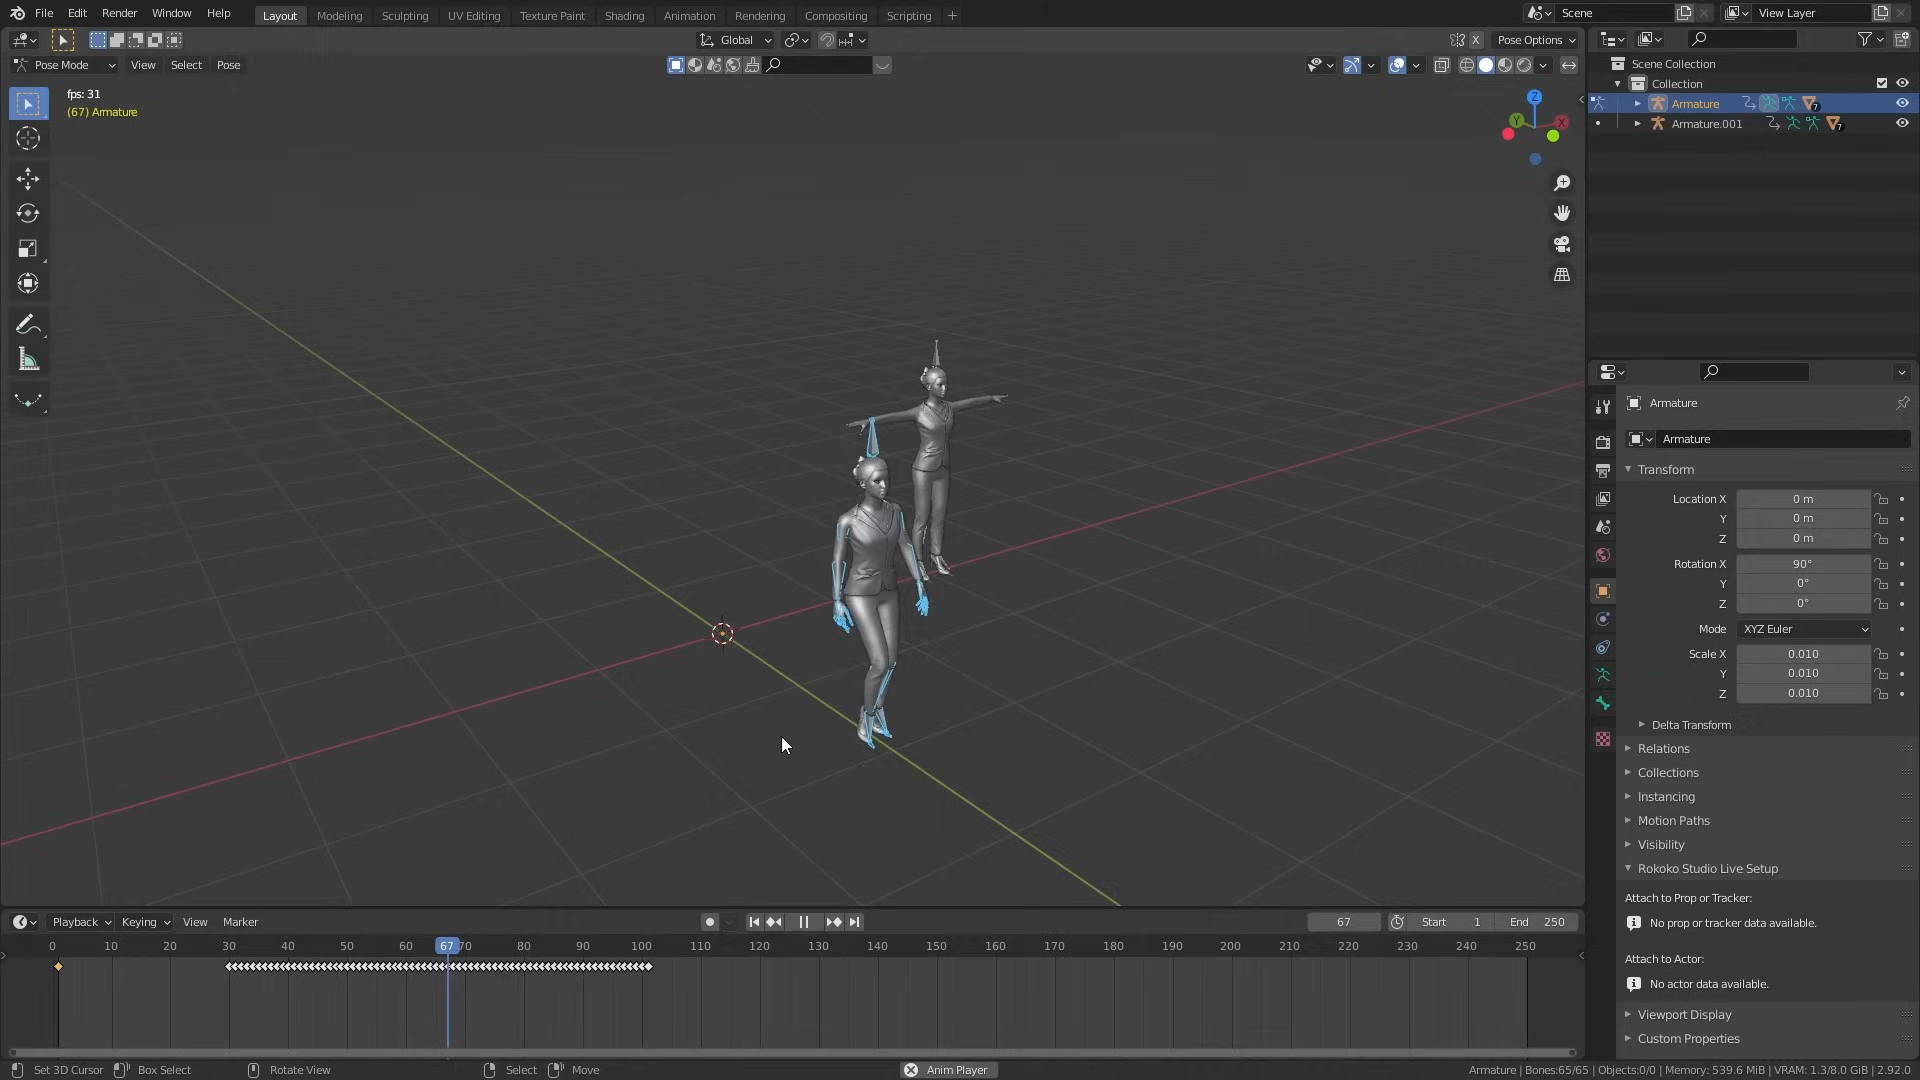 File Edit Render Window Help Layout Modeling Sculpting UV Editing Texture Paint Shading Animation Rendering Compositing Scripting + Scene View Layer
Global X Pose Options
Pose Mode View Select Pose
fps: 31
(67) Armature
Z
Y
X
Scene Collection
Collection
Armature 7
Armature.001 7
Armature
Armature
Transform
Location X 0 m
Y 0 m
Z 0 m
Rotation X 90°
Y 0°
Z 0°
Mode XYZ Euler
Scale X 0.010
Y 0.010
Z 0.010
Delta Transform
Relations
Collections
Instancing
Motion Paths
Visibility
Rokoko Studio Live Setup
Attach to Prop or Tracker:
No prop or tracker data available.
Attach to Actor:
No actor data available.
Viewport Display
Custom Properties
Playback Keying View Marker 67 Start 1 End 250
0 10 20 30 40 50 60 67 70 80 90 100 110 120 130 140 150 160 170 180 190 200 210 220 230 240 250
Set 3D Cursor Box Select Rotate View Select Move Anim Player Armature | Bones:65/65 | Objects:0/0 | Memory: 539.6 MiB | VRAM: 1.3/8.0 GiB | 2.92.0